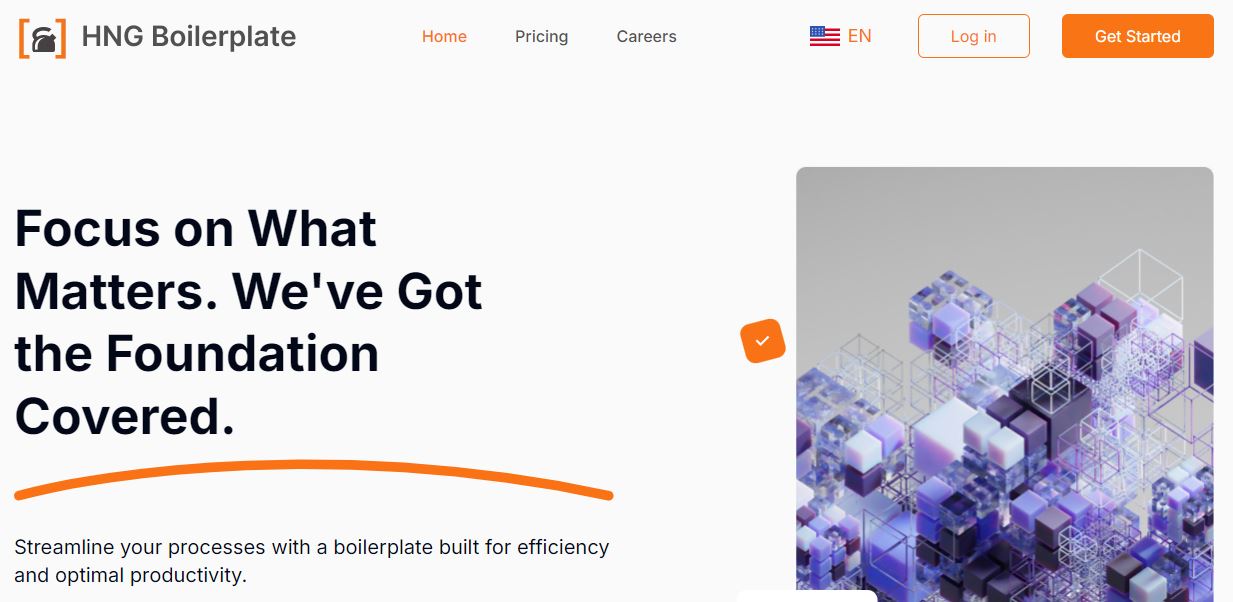 HNG Boilerplate
Home
Pricing
Careers
EN
Log in
Get Started
Focus on What
Matters. We've Got
the Foundation
Covered.
Streamline your processes with a boilerplate built for efficiency
and optimal productivity.